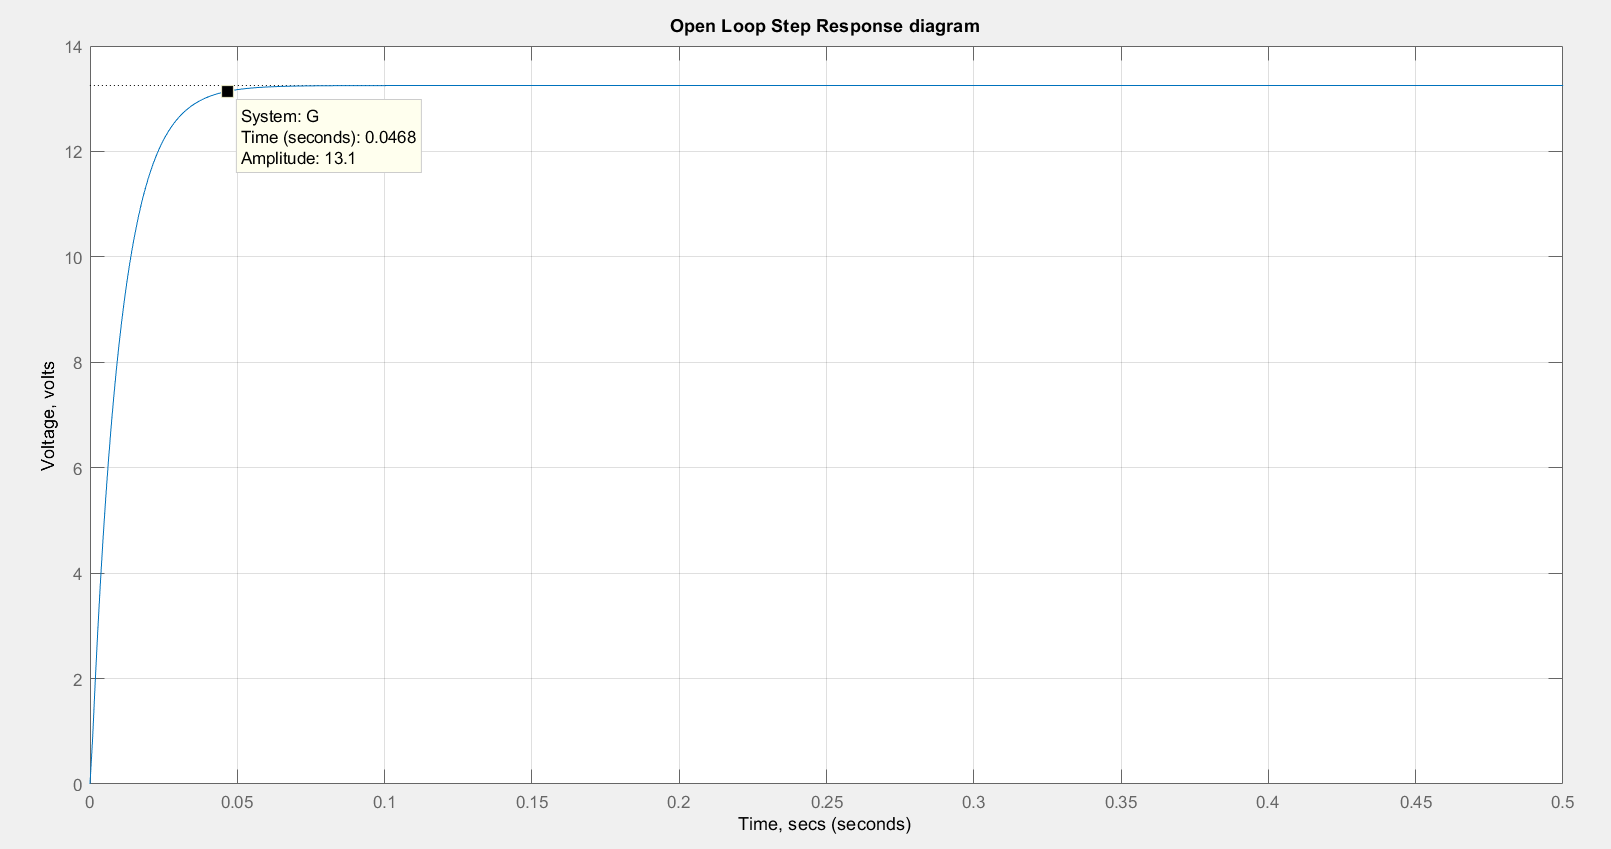 Open Loop Step Response diagram
14
12
10
8
6
4
2
0
Voltage, volts
System: G
Time (seconds): 0.0468
Amplitude: 13.1
0 0.05 0.1 0.15 0.2 0.25 0.3 0.35 0.4 0.45 0.5
Time, secs (seconds)